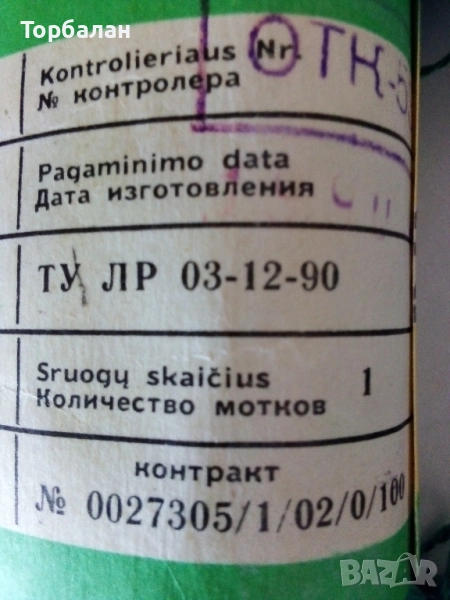 Торбалан
Kontrolieriaus Nr.
№ контролера
ОТК-5
Pagaminimo data
Дата изготовления
ТУ ЛР 03-12-90
Sruogų skaičius 1
Количество мотков
контракт
№ 0027305/1/02/0/100
BAZAR